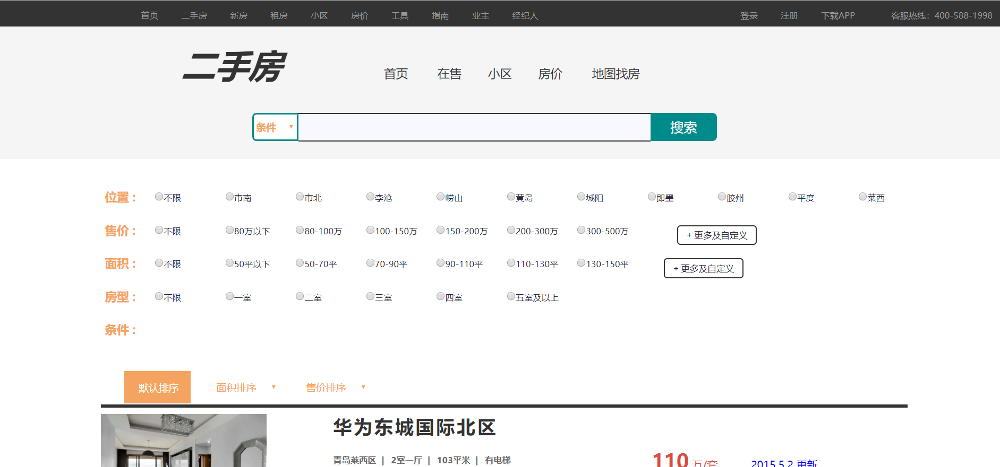 首页 二手房 新房 租房 小区 房价 工具 指南 业主 经纪人 登录 注册 下载APP 客服热线：400-588-1998
二手房
首页 在售 小区 房价 地图找房
条件 ▼ 搜索
位置： 不限 市南 市北 李沧 崂山 黄岛 城阳 即墨 胶州 平度 莱西
售价： 不限 80万以下 80-100万 100-150万 150-200万 200-300万 300-500万 + 更多及自定义
面积： 不限 50平以下 50-70平 70-90平 90-110平 110-130平 130-150平 + 更多及自定义
房型： 不限 一室 二室 三室 四室 五室及以上
条件：
默认排序 面积排序 ▼ 售价排序 ▼
华为东城国际北区
青岛莱西区 | 2室一厅 | 103平米 | 有电梯
110 万/套 2015.5.2 更新